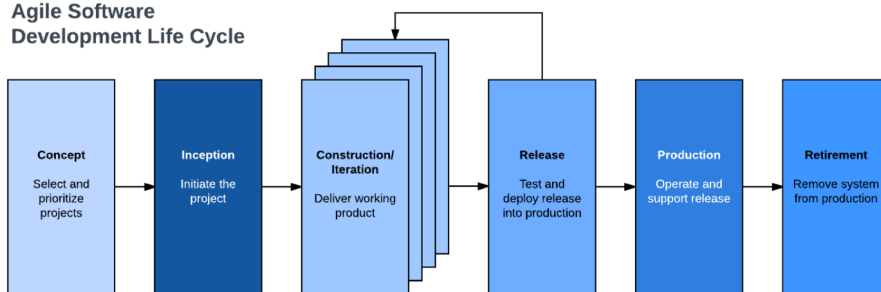 Agile Software
Development Life Cycle
Concept
Select and
prioritize
projects
Inception
Initiate the
project
Construction/
Iteration
Deliver working
product
Release
Test and
deploy release
into production
Production
Operate and
support release
Retirement
Remove system
from production